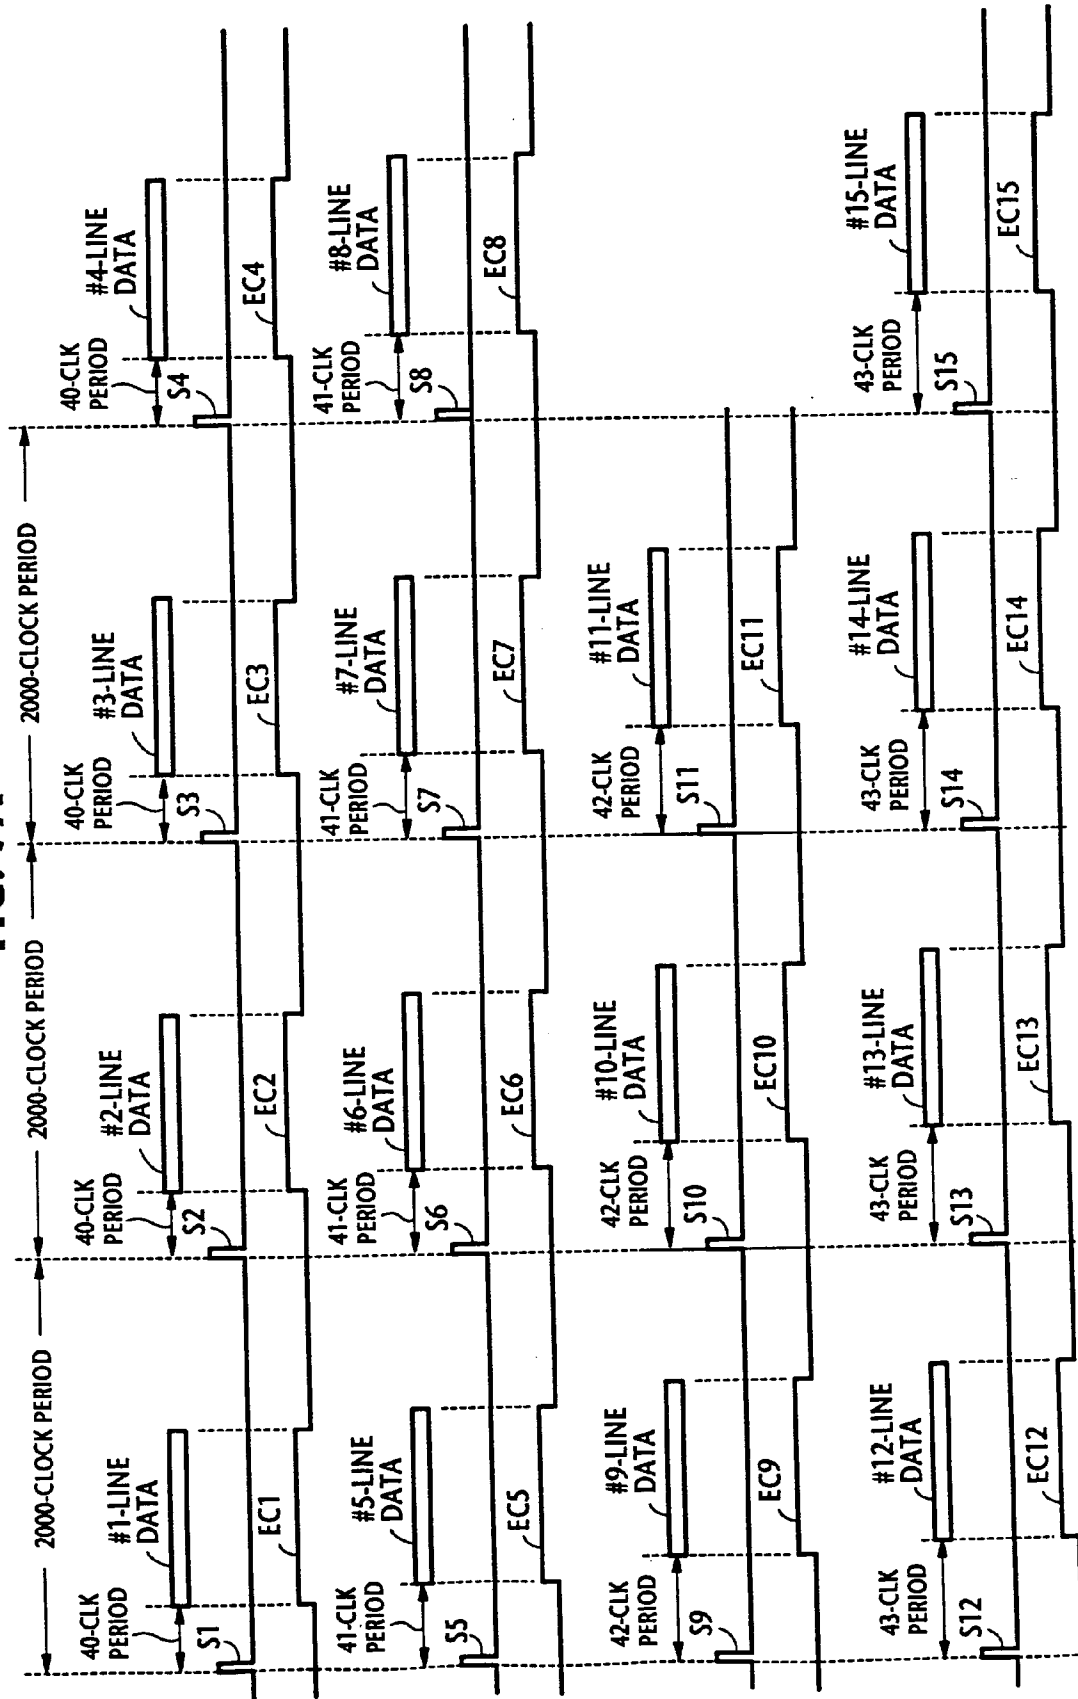 2000-CLOCK PERIOD
2000-CLOCK PERIOD
2000-CLOCK PERIOD
40-CLK
PERIOD
#1-LINE
DATA
S1
EC1
40-CLK
PERIOD
#2-LINE
DATA
S2
EC2
40-CLK
PERIOD
#3-LINE
DATA
S3
EC3
40-CLK
PERIOD
#4-LINE
DATA
S4
EC4
41-CLK
PERIOD
#5-LINE
DATA
S5
EC5
41-CLK
PERIOD
#6-LINE
DATA
S6
EC6
41-CLK
PERIOD
#7-LINE
DATA
S7
EC7
41-CLK
PERIOD
#8-LINE
DATA
S8
EC8
42-CLK
PERIOD
#9-LINE
DATA
S9
EC9
42-CLK
PERIOD
#10-LINE
DATA
S10
EC10
42-CLK
PERIOD
#11-LINE
DATA
S11
EC11
43-CLK
PERIOD
#12-LINE
DATA
S12
EC12
43-CLK
PERIOD
#13-LINE
DATA
S13
EC13
43-CLK
PERIOD
#14-LINE
DATA
S14
EC14
43-CLK
PERIOD
#15-LINE
DATA
S15
EC15